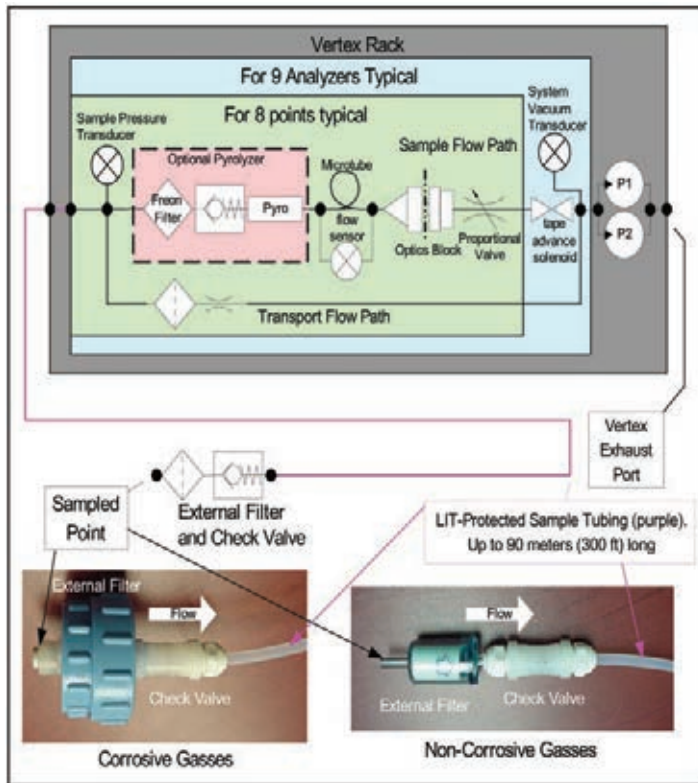 Vertex Rack
For 9 Analyzers Typical
For 8 points typical
System
Vacuum
Transducer
Sample Pressure
Transducer
Optional Pyrolyzer
Microtube
Sample Flow Path
Freon
Filter
Pyro
flow
sensor
Optics Block
Proportional
Valve
tape
advance
solenoid
P1
P2
Transport Flow Path
Vertex
Exhaust
Port
Sampled
Point
External Filter
and Check Valve
LIT-Protected Sample Tubing (purple).
Up to 90 meters (300 ft) long
External Filter
Flow
Check Valve
Corrosive Gasses
Flow
External Filter
Check Valve
Non-Corrosive Gasses